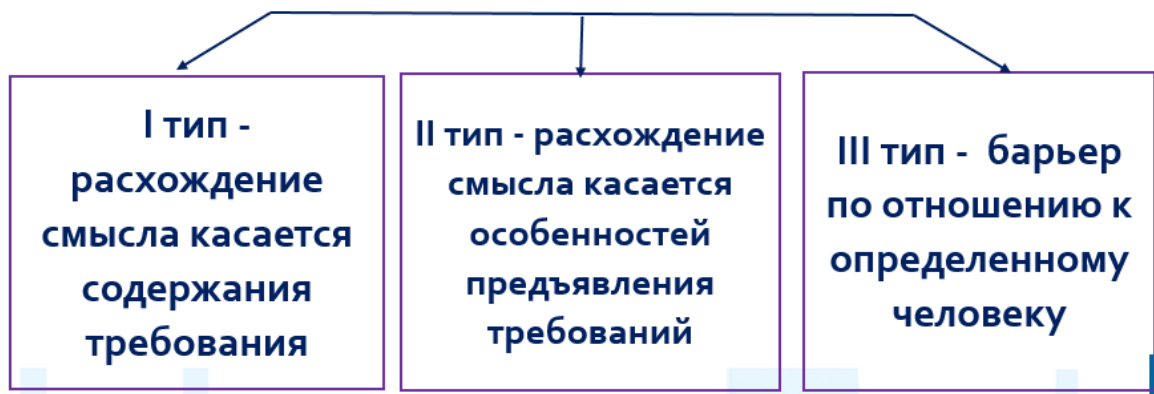 I тип -
расхождение
смысла касается
содержания
требования
II тип - расхождение
смысла касается
особенностей
предъявления
требований
III тип - барьер
по отношению к
определенному
человеку